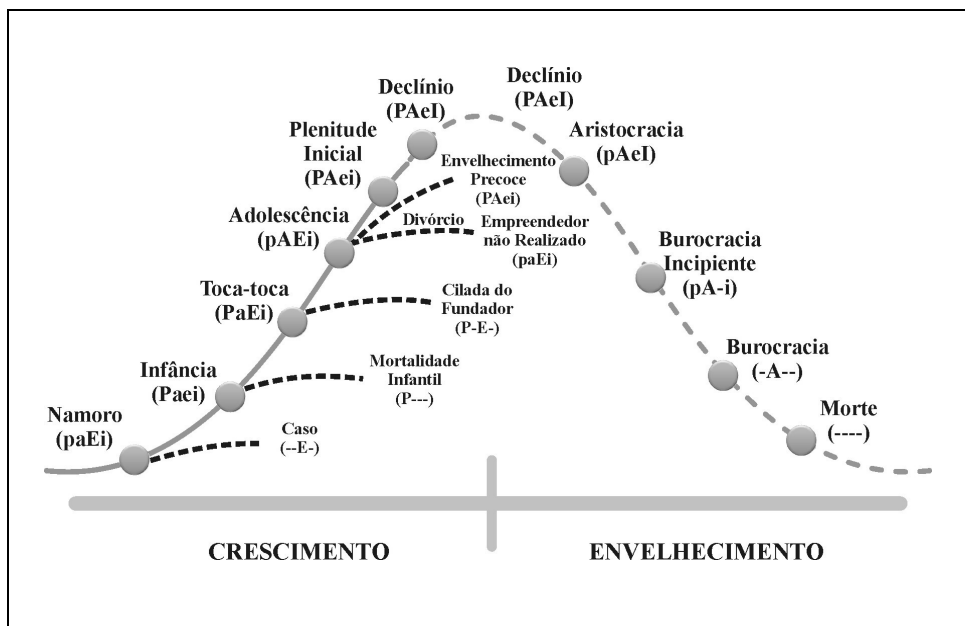 Declínio
(PAeI)
Declínio
(PAeI)
Plenitude
Inicial
(PAei)
Aristocracia
(pAeI)
Envelhecimento
Precoce
(PAei)
Adolescência
(pAEi)
Divórcio
Empreendedor
não Realizado
(paEi)
Toca-toca
(PaEi)
Cilada do
Fundador
(P-E-)
Burocracia
Incipiente
(pA-i)
Infância
(Paei)
Mortalidade
Infantil
(P---)
Burocracia
(-A--)
Namoro
(paEi)
Caso
(--E-)
Morte
(----)
CRESCIMENTO
ENVELHECIMENTO